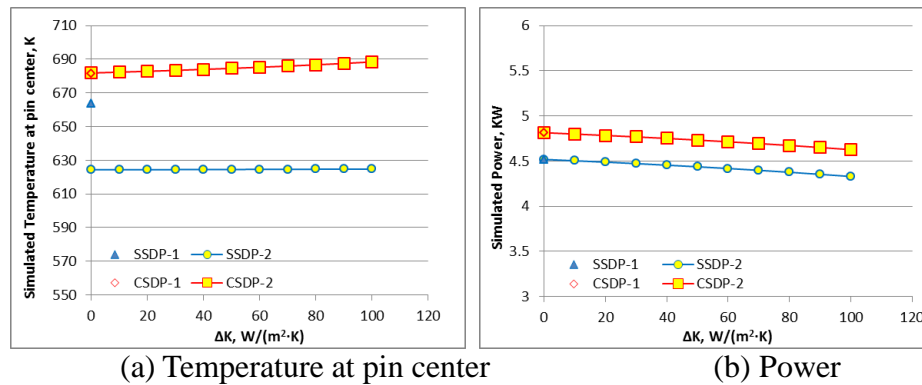 Simulated Temperature at pin center, K
710
690
670
650
630
610
590
570
550
0 20 40 60 80 100 120
ΔK, W/(m²·K)
SSDP-1 SSDP-2
CSDP-1 CSDP-2
(a) Temperature at pin center
Simulated Power, KW
6
5.5
5
4.5
4
3.5
3
0 20 40 60 80 100 120
ΔK, W/(m²·K)
SSDP-1 SSDP-2
CSDP-1 CSDP-2
(b) Power